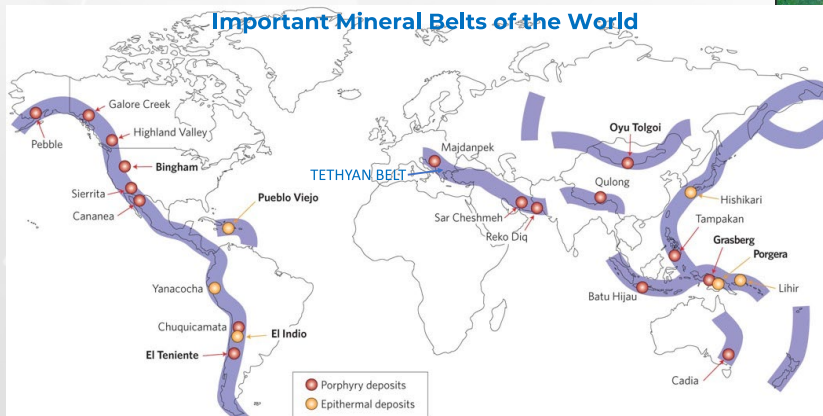 Important Mineral Belts of the World
Galore Creek
Pebble
Highland Valley
Bingham
Sierrita
Cananea
Pueblo Viejo
Yanacocha
Chuquicamata
El Indio
El Teniente
Majdanpek
TETHYAN BELT
Sar Cheshmeh
Reko Diq
Oyu Tolgoi
Qulong
Hishikari
Tampakan
Grasberg
Porgera
Lihir
Batu Hijau
Cadia
Porphyry deposits
Epithermal deposits